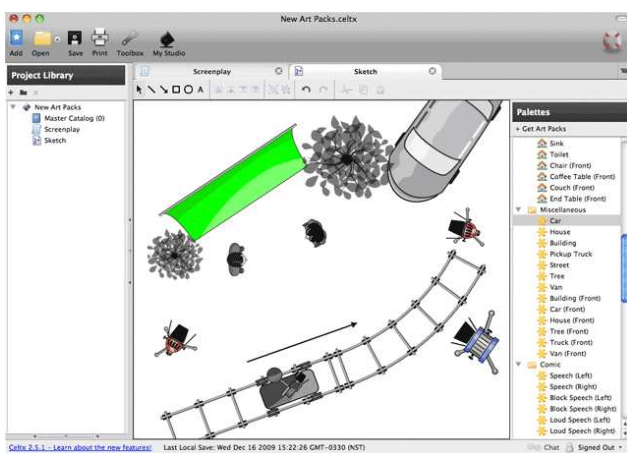 New Art Packs.celtx
Add Open Save Print Toolbox My Studio
Project Library
Screenplay
Sketch
New Art Packs
Master Catalog (0)
Screenplay
Sketch
A
Palettes
+ Get Art Packs
Sink
Toilet
Chair (Front)
Coffee Table (Front)
Couch (Front)
End Table (Front)
Miscellaneous
Car
House
Building
Pickup Truck
Street
Tree
Van
Building (Front)
Car (Front)
House (Front)
Tree (Front)
Truck (Front)
Van (Front)
Comic
Speech (Left)
Speech (Right)
Block Speech (Left)
Block Speech (Right)
Loud Speech (Left)
Loud Speech (Right)
Celtx 2.5.1 - Learn about the new features! Last Local Save: Wed Dec 16 2009 15:22:26 GMT-0330 (NST) Chat Signed Out